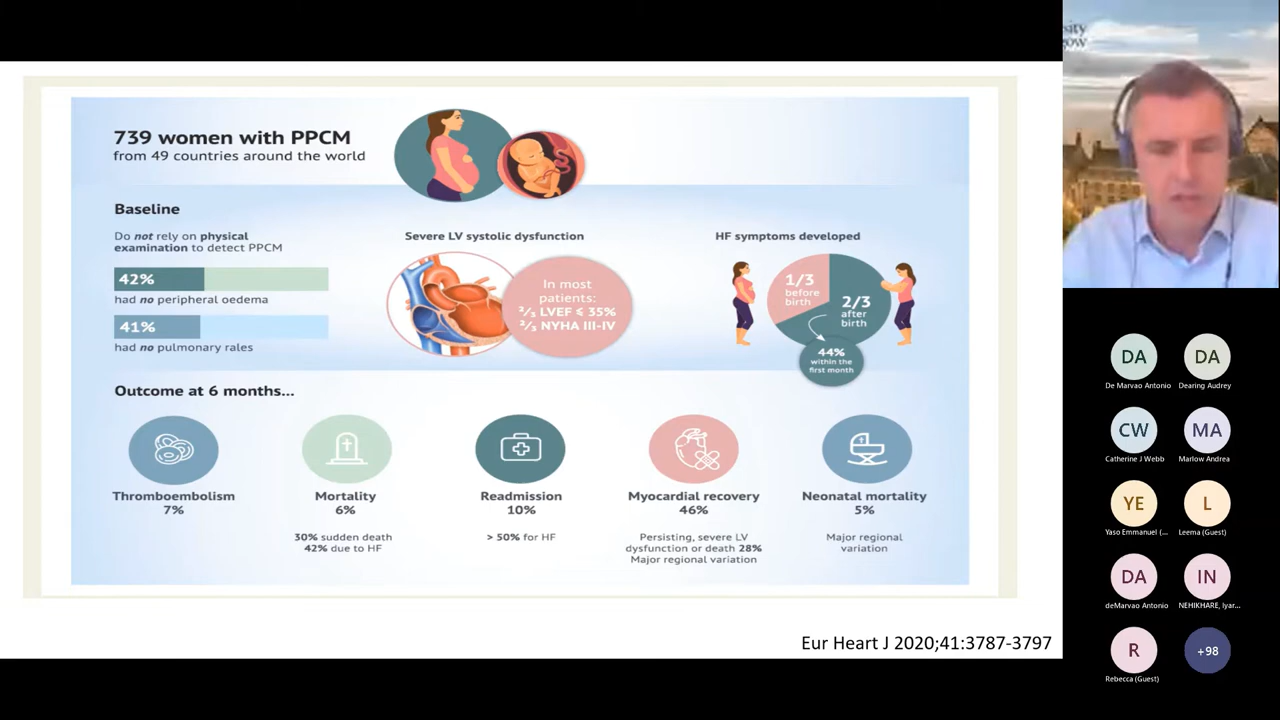 739 women with PPCM
from 49 countries around the world
Baseline
Do not rely on physical
examination to detect PPCM
42%
had no peripheral oedema
41%
had no pulmonary rales
Severe LV systolic dysfunction
In most
patients:
⅔ LVEF ≤ 35%
⅔ NYHA III-IV
HF symptoms developed
1/3
before
birth
2/3
after
birth
44%
within the
first month
Outcome at 6 months...
Thromboembolism
7%
Mortality
6%
30% sudden death
42% due to HF
Readmission
10%
> 50% for HF
Myocardial recovery
46%
Persisting, severe LV
dysfunction or death 28%
Major regional variation
Neonatal mortality
5%
Major regional
variation
Eur Heart J 2020;41:3787-3797
sity
gow
DA
De Marvao Antonio
DA
Dearing Audrey
CW
Catherine J Webb
MA
Marlow Andrea
YE
Yaso Emmanuel (...
L
Leema (Guest)
DA
deMarvao Antonio
IN
NEHIKHARE, Iyar...
R
Rebecca (Guest)
+98